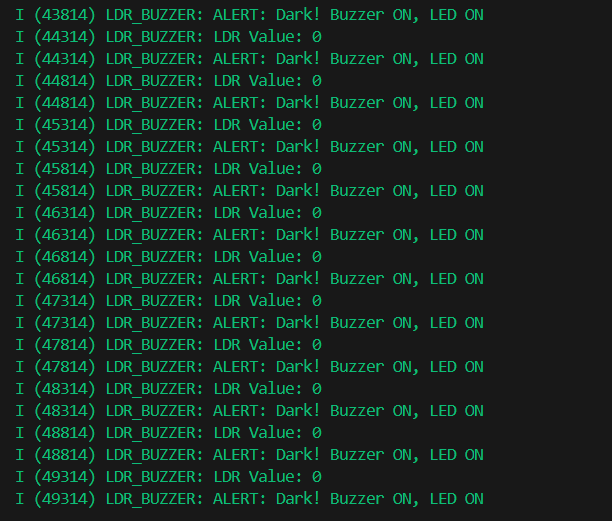 I (43814) LDR_BUZZER: ALERT: Dark! Buzzer ON, LED ON
I (44314) LDR_BUZZER: LDR Value: 0
I (44314) LDR_BUZZER: ALERT: Dark! Buzzer ON, LED ON
I (44814) LDR_BUZZER: LDR Value: 0
I (44814) LDR_BUZZER: ALERT: Dark! Buzzer ON, LED ON
I (45314) LDR_BUZZER: LDR Value: 0
I (45314) LDR_BUZZER: ALERT: Dark! Buzzer ON, LED ON
I (45814) LDR_BUZZER: LDR Value: 0
I (45814) LDR_BUZZER: ALERT: Dark! Buzzer ON, LED ON
I (46314) LDR_BUZZER: LDR Value: 0
I (46314) LDR_BUZZER: ALERT: Dark! Buzzer ON, LED ON
I (46814) LDR_BUZZER: LDR Value: 0
I (46814) LDR_BUZZER: ALERT: Dark! Buzzer ON, LED ON
I (47314) LDR_BUZZER: LDR Value: 0
I (47314) LDR_BUZZER: ALERT: Dark! Buzzer ON, LED ON
I (47814) LDR_BUZZER: LDR Value: 0
I (47814) LDR_BUZZER: ALERT: Dark! Buzzer ON, LED ON
I (48314) LDR_BUZZER: LDR Value: 0
I (48314) LDR_BUZZER: ALERT: Dark! Buzzer ON, LED ON
I (48814) LDR_BUZZER: LDR Value: 0
I (48814) LDR_BUZZER: ALERT: Dark! Buzzer ON, LED ON
I (49314) LDR_BUZZER: LDR Value: 0
I (49314) LDR_BUZZER: ALERT: Dark! Buzzer ON, LED ON